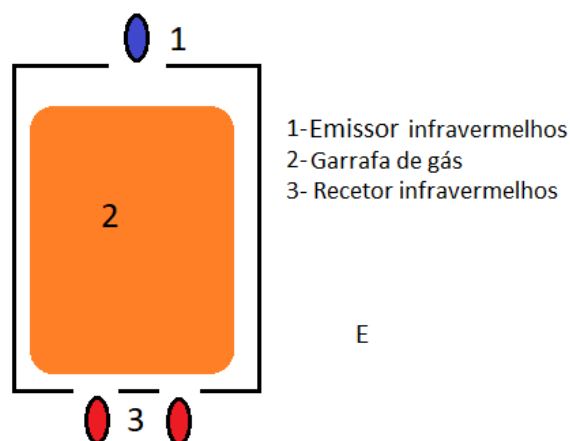 1
1-Emissor infravermelhos
2-Garrafa de gás
3- Recetor infravermelhos
2
E
3